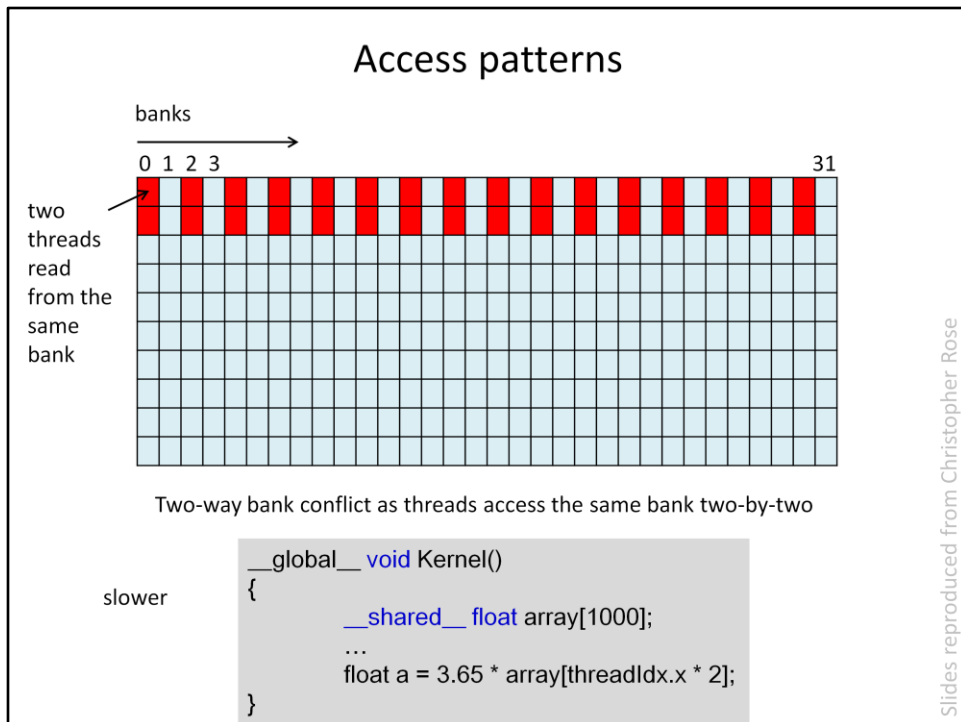 Access patterns
banks
0 1 2 3 31
two
threads
read
from the
same
bank
Two-way bank conflict as threads access the same bank two-by-two
slower
__global__ void Kernel()
{
__shared__ float array[1000];
…
float a = 3.65 * array[threadIdx.x * 2];
}
Slides reproduced from Christopher Rose